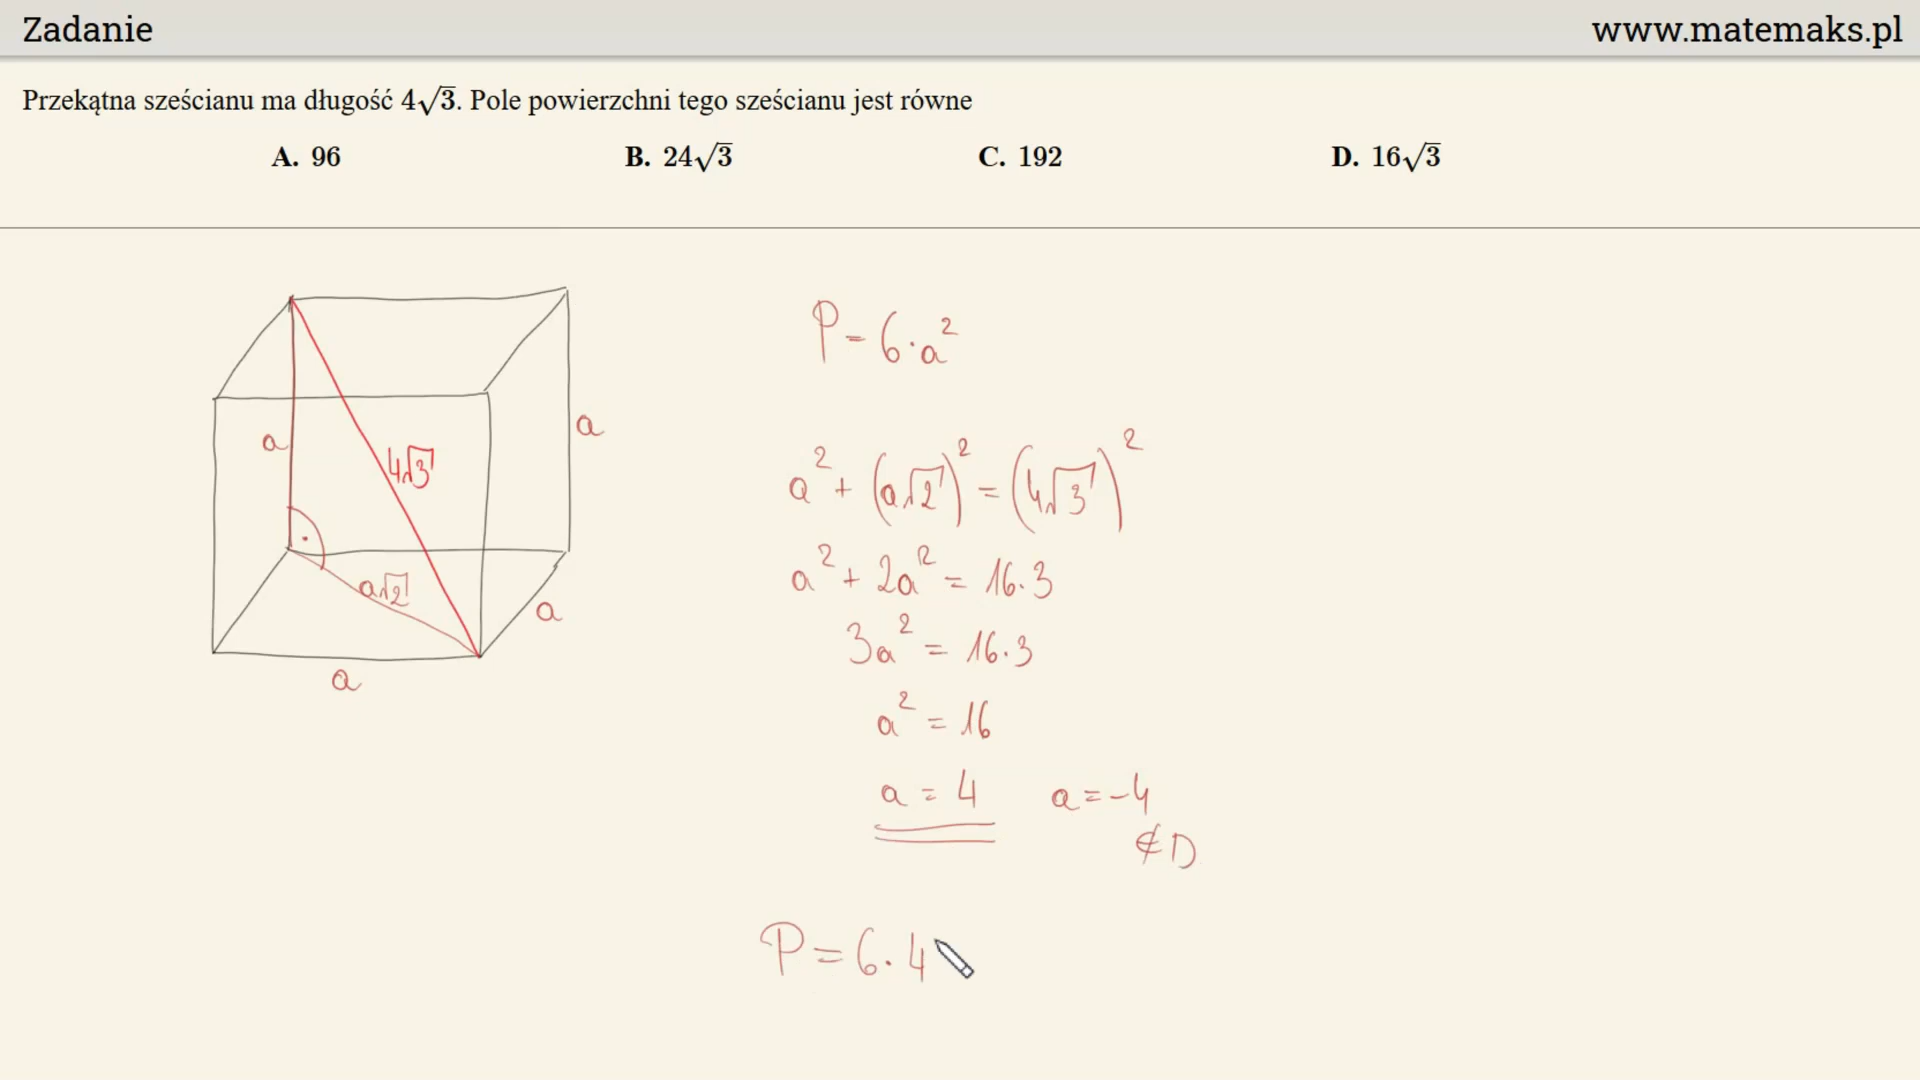 Zadanie
www.matemaks.pl
Przekątna sześcianu ma długość 4√3. Pole powierzchni tego sześcianu jest równe
A. 96 B. 24√3 C. 192 D. 16√3
a
4√3
a√2
a
a
a
P = 6·a²
a² + (a√2)² = (4√3)²
a² + 2a² = 16·3
3a² = 16·3
a² = 16
a = 4 a = -4
∉ D
P = 6·4